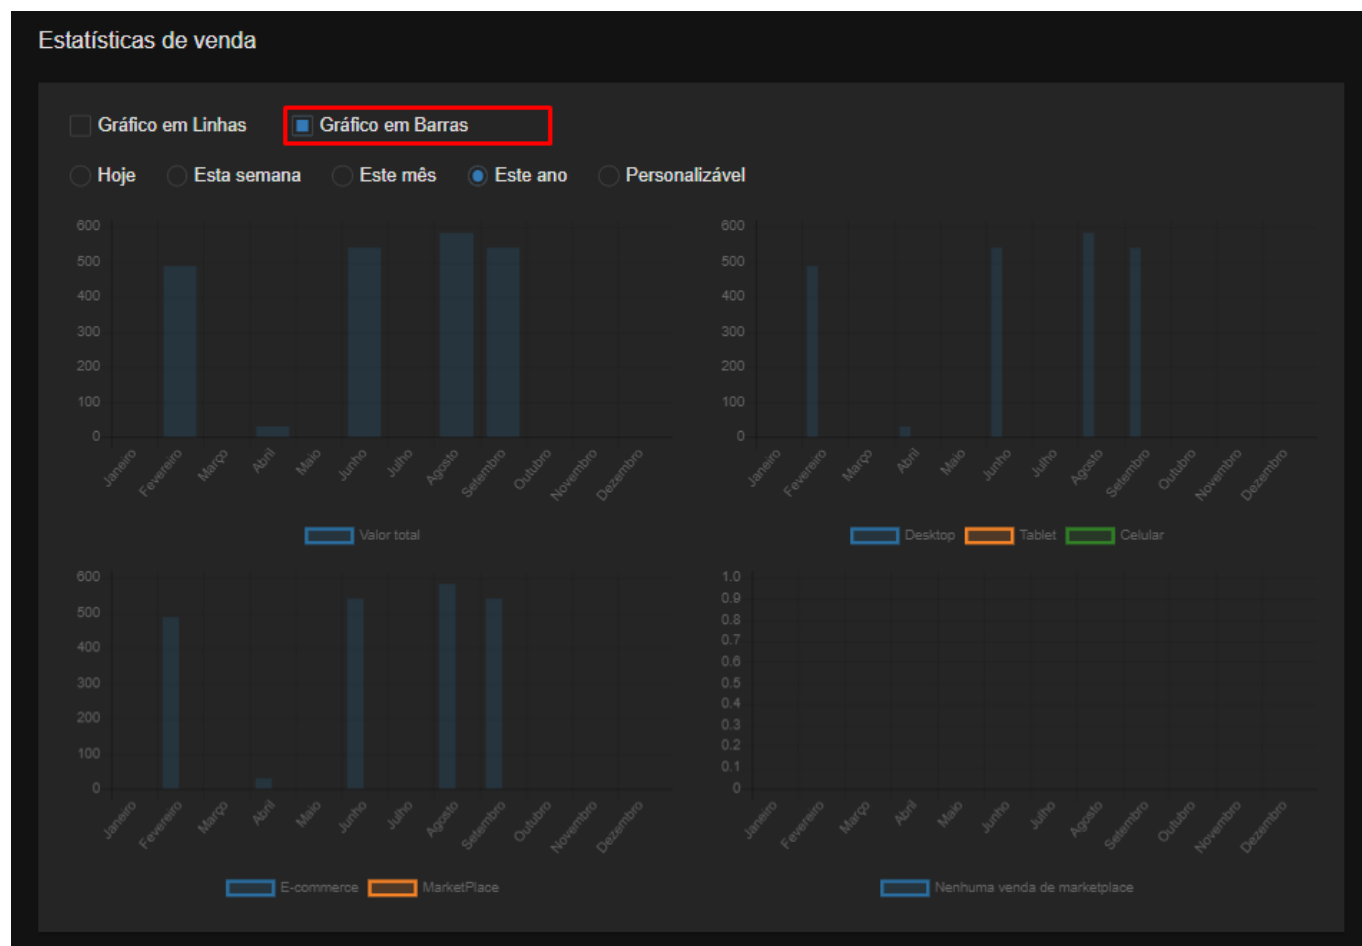 Estatísticas de venda
Gráfico em Linhas Gráfico em Barras
Hoje Esta semana Este mês Este ano Personalizável
600
500
400
300
200
100
0
Janeiro Fevereiro Março Abril Maio Junho Julho Agosto Setembro Outubro Novembro Dezembro
Valor total
600
500
400
300
200
100
0
Janeiro Fevereiro Março Abril Maio Junho Julho Agosto Setembro Outubro Novembro Dezembro
Desktop Tablet Celular
600
500
400
300
200
100
0
Janeiro Fevereiro Março Abril Maio Junho Julho Agosto Setembro Outubro Novembro Dezembro
E-commerce MarketPlace
1.0
0.9
0.8
0.7
0.6
0.5
0.4
0.3
0.2
0.1
0
Janeiro Fevereiro Março Abril Maio Junho Julho Agosto Setembro Outubro Novembro Dezembro
Nenhuma venda de marketplace